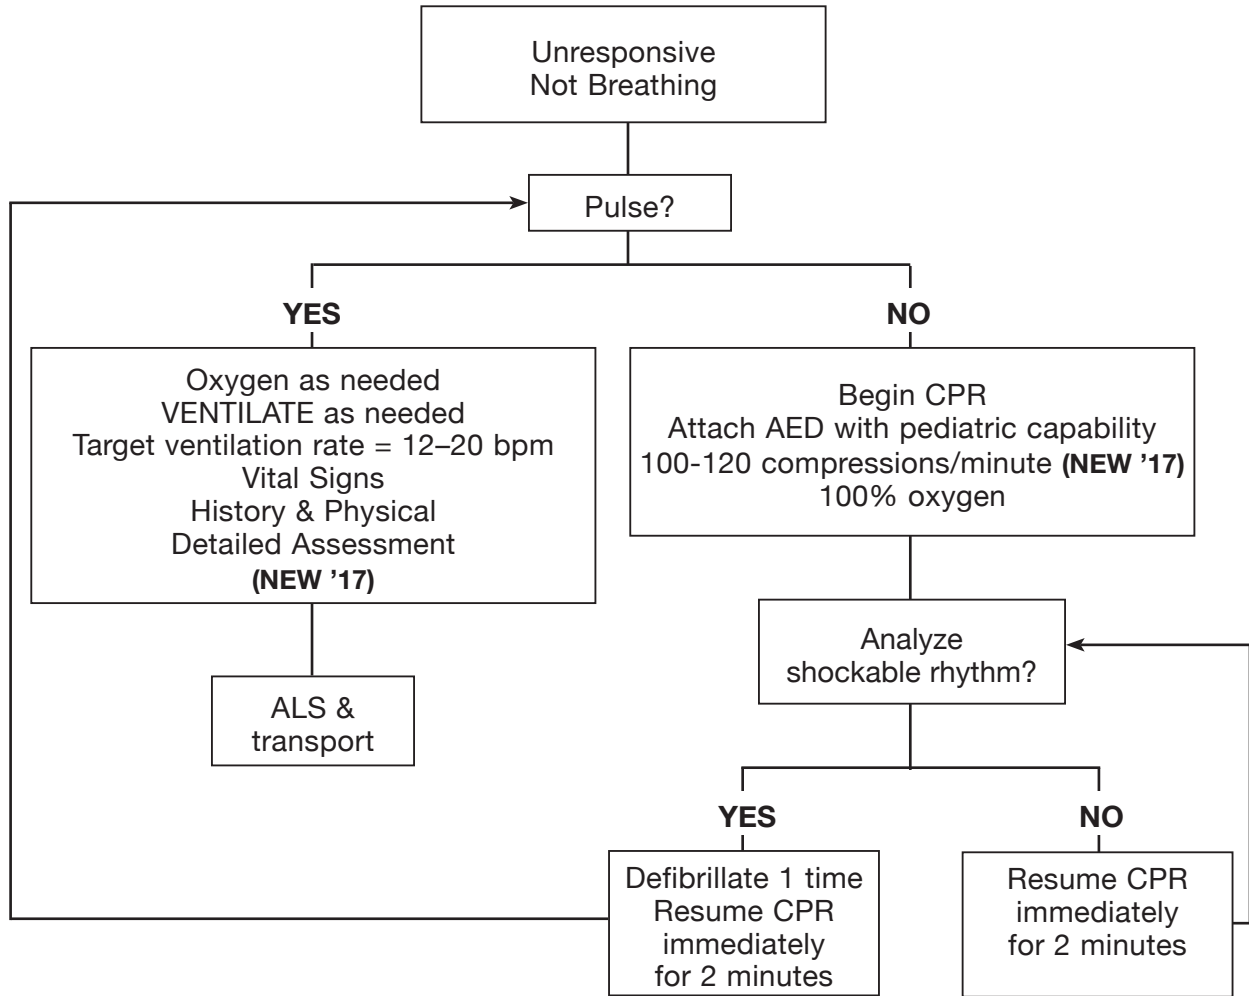 Unresponsive
Not Breathing
Pulse?
YES
NO
Oxygen as needed
VENTILATE as needed
Target ventilation rate = 12–20 bpm
Vital Signs
History & Physical
Detailed Assessment
(NEW ’17)
Begin CPR
Attach AED with pediatric capability
100-120 compressions/minute (NEW ’17)
100% oxygen
ALS &
transport
Analyze
shockable rhythm?
YES
NO
Defibrillate 1 time
Resume CPR
immediately
for 2 minutes
Resume CPR
immediately
for 2 minutes